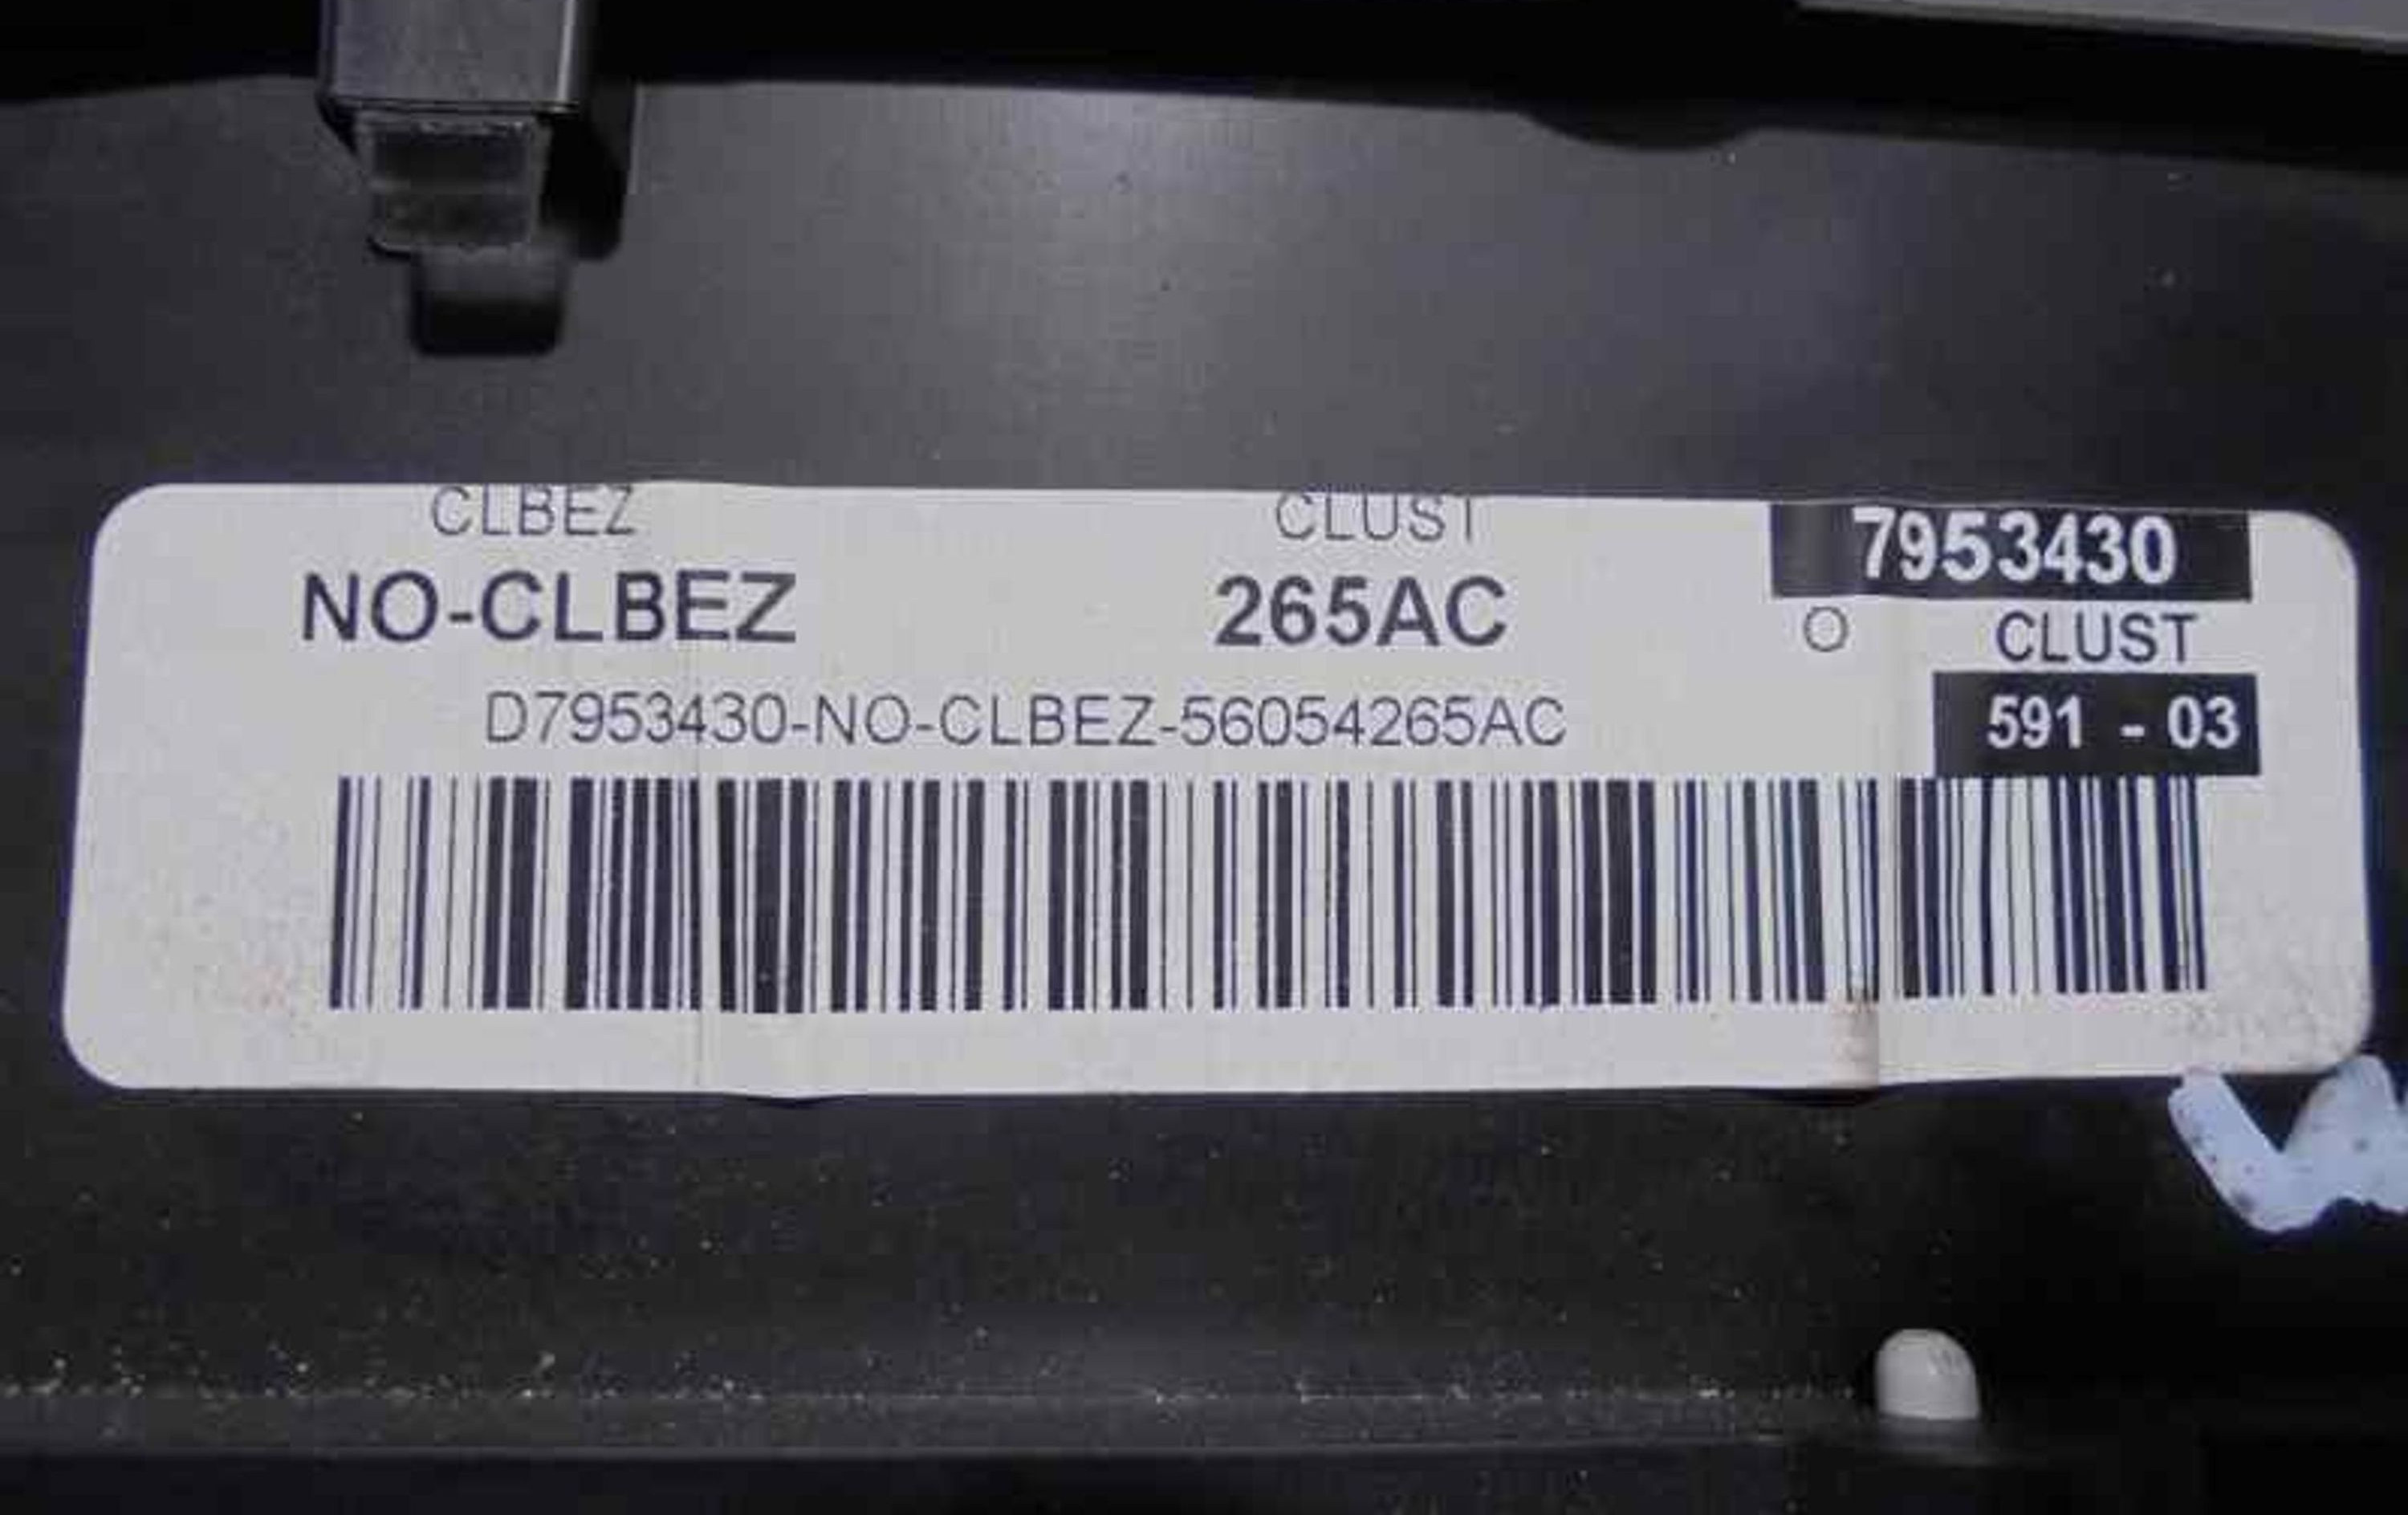 CLBEZ CLUST 7953430
NO-CLBEZ 265AC O CLUST
D7953430-NO-CLBEZ-56054265AC 591 - 03